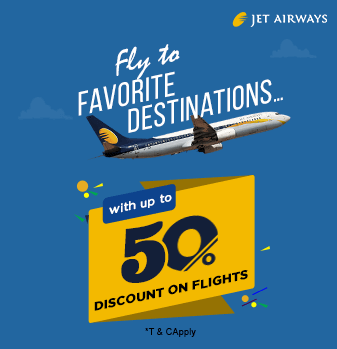 JET AIRWAYS
Fly to
FAVORITE
DESTINATIONS...
with up to
50%
DISCOUNT ON FLIGHTS
*T & CApply